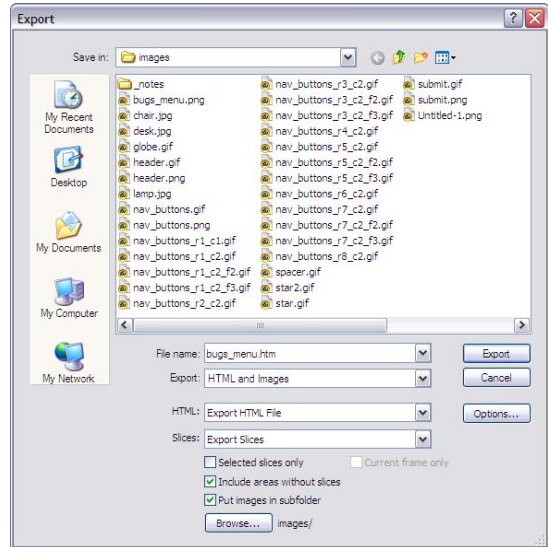 Export
Save in: images
My Recent Documents
Desktop
My Documents
My Computer
My Network
_notes
bugs_menu.png
chair.jpg
desk.jpg
globe.gif
header.gif
header.png
lamp.jpg
nav_buttons.gif
nav_buttons.png
nav_buttons_r1_c1.gif
nav_buttons_r1_c2.gif
nav_buttons_r1_c2_f2.gif
nav_buttons_r1_c2_f3.gif
nav_buttons_r2_c2.gif
nav_buttons_r3_c2.gif
nav_buttons_r3_c2_f2.gif
nav_buttons_r3_c2_f3.gif
nav_buttons_r4_c2.gif
nav_buttons_r5_c2.gif
nav_buttons_r5_c2_f2.gif
nav_buttons_r5_c2_f3.gif
nav_buttons_r6_c2.gif
nav_buttons_r7_c2.gif
nav_buttons_r7_c2_f2.gif
nav_buttons_r7_c2_f3.gif
nav_buttons_r8_c2.gif
spacer.gif
star2.gif
star.gif
submit.gif
submit.png
Untitled-1.png
File name: bugs_menu.htm Export
Export: HTML and Images Cancel
HTML: Export HTML File Options...
Slices: Export Slices
Selected slices only Current frame only
Include areas without slices
Put images in subfolder
Browse... images/